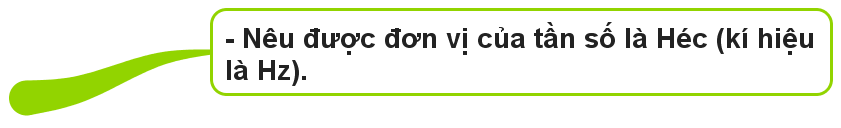 - Nêu được đơn vị của tần số là Héc (kí hiệu
là Hz).